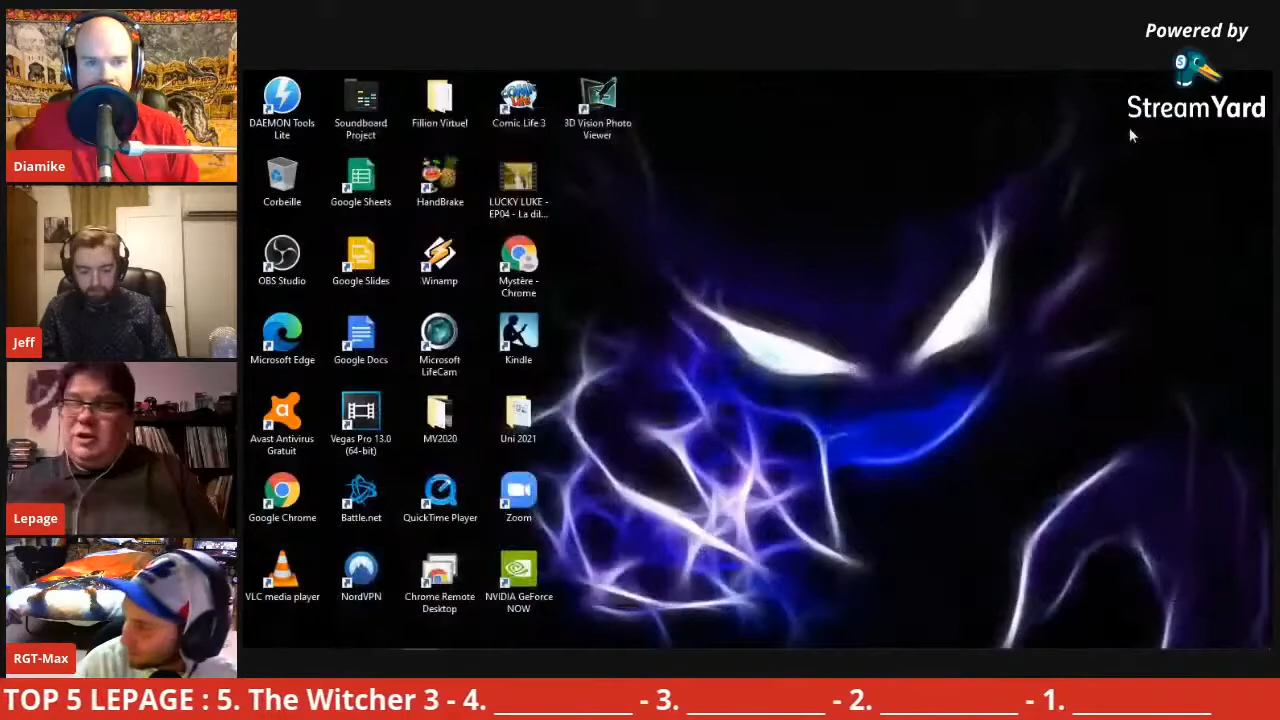 Powered by
StreamYard
Diamike
Jeff
Lepage
RGT-Max
DAEMON Tools
Lite
Soundboard
Project
Fillion Virtuel
Comic Life 3
3D Vision Photo
Viewer
Corbeille
Google Sheets
HandBrake
LUCKY LUKE -
EP04 - La dil...
OBS Studio
Google Slides
Winamp
Mystère -
Chrome
Microsoft Edge
Google Docs
Microsoft
LifeCam
Kindle
Avast Antivirus
Gratuit
Vegas Pro 13.0
(64-bit)
MV2020
Uni 2021
Google Chrome
Battle.net
QuickTime Player
Zoom
VLC media player
NordVPN
Chrome Remote
Desktop
NVIDIA GeForce
NOW
TOP 5 LEPAGE : 5. The Witcher 3 - 4. __________ - 3. __________ - 2. __________ - 1. __________